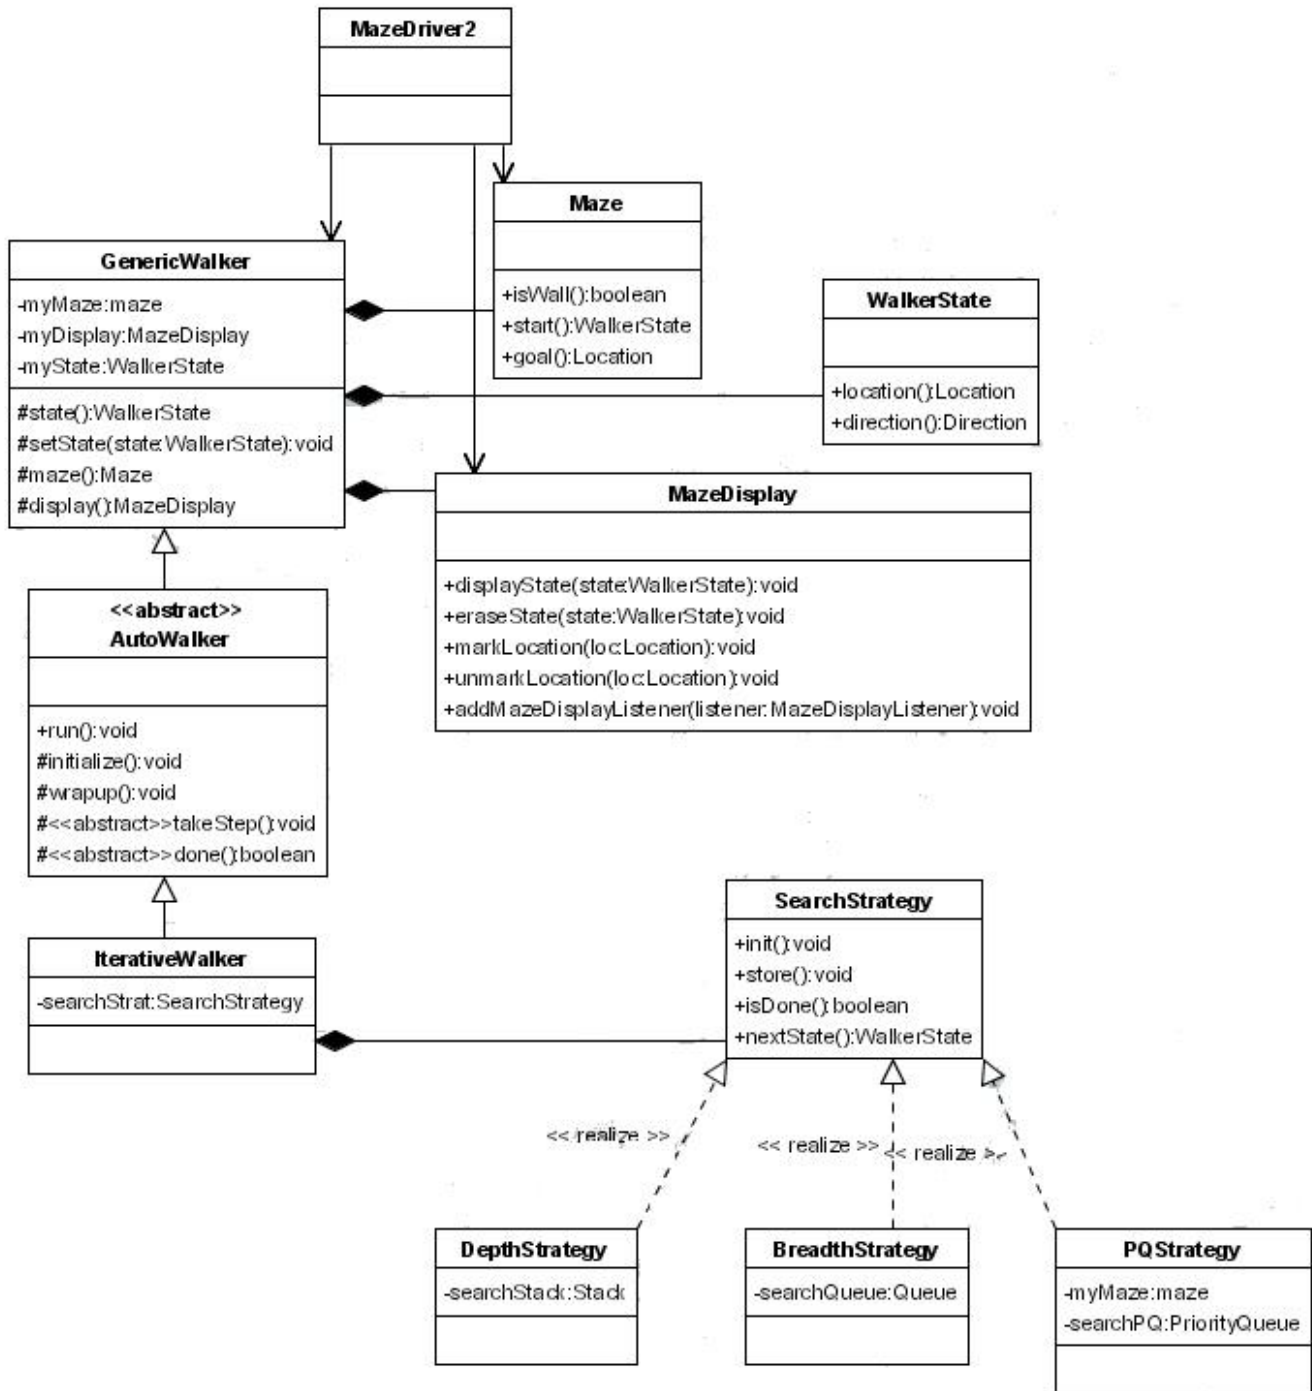 MazeDriver2
Maze
+isWall():boolean
+start():WalkerState
+goal():Location
GenericWalker
-myMaze:maze
-myDisplay:MazeDisplay
-myState:WalkerState
#state():WalkerState
#setState(state:WalkerState):void
#maze():Maze
#display():MazeDisplay
WalkerState
+location():Location
+direction():Direction
MazeDisplay
+displayState(state:WalkerState):void
+eraseState(state:WalkerState):void
+markLocation(loc:Location):void
+unmarkLocation(loc:Location):void
+addMazeDisplayListener(listener:MazeDisplayListener):void
<<abstract>>
AutoWalker
+run():void
#initialize():void
#wrapup():void
#<<abstract>>takeStep():void
#<<abstract>>done():boolean
IterativeWalker
-searchStrat:SearchStrategy
SearchStrategy
+init():void
+store():void
+isDone():boolean
+nextState():WalkerState
<< realize >>
<< realize >>
<< realize >>
DepthStrategy
-searchStack:Stack
BreadthStrategy
-searchQueue:Queue
PQStrategy
-myMaze:maze
-searchPQ:PriorityQueue